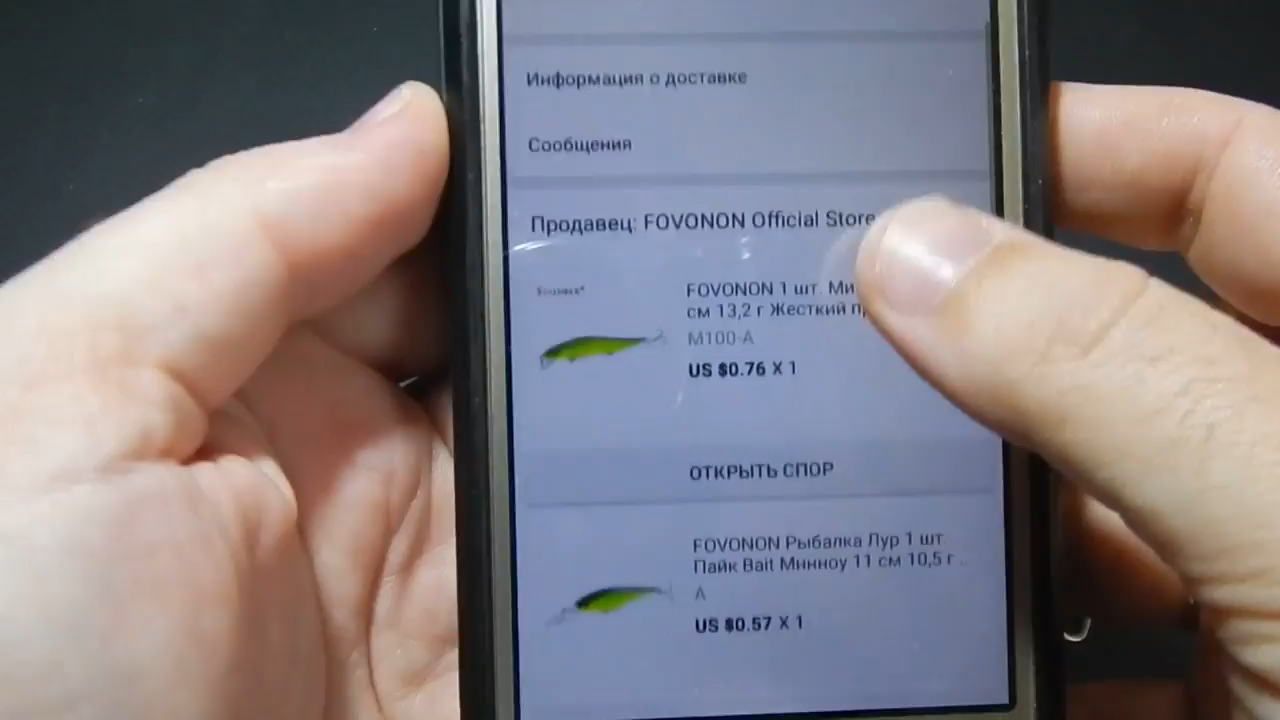 Информация о доставке
Сообщения
Продавец: FOVONON Official Store
FOVONON 1 шт. Ми
см 13,2 г Жесткий п
M100-A
US $0.76 X 1
ОТКРЫТЬ СПОР
FOVONON Рыбалка Лур 1 шт
Пайк Bait Минноу 11 см 10,5 г ..
A
US $0.57 X 1